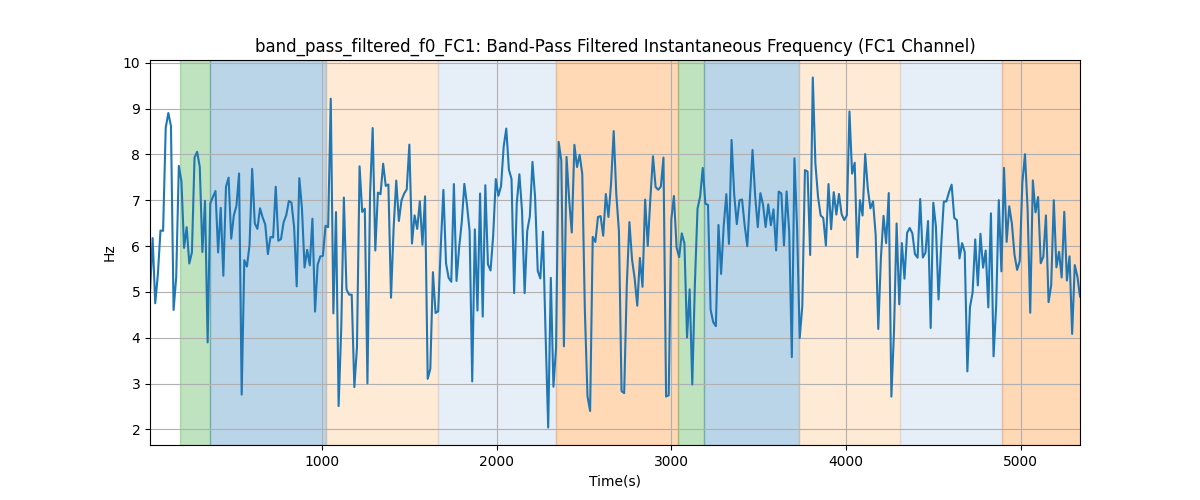 band_pass_filtered_f0_FC1: Band-Pass Filtered Instantaneous Frequency (FC1 Channel)
10
9
8
7
6
5
4
3
2
Hz
1000 2000 3000 4000 5000
Time(s)